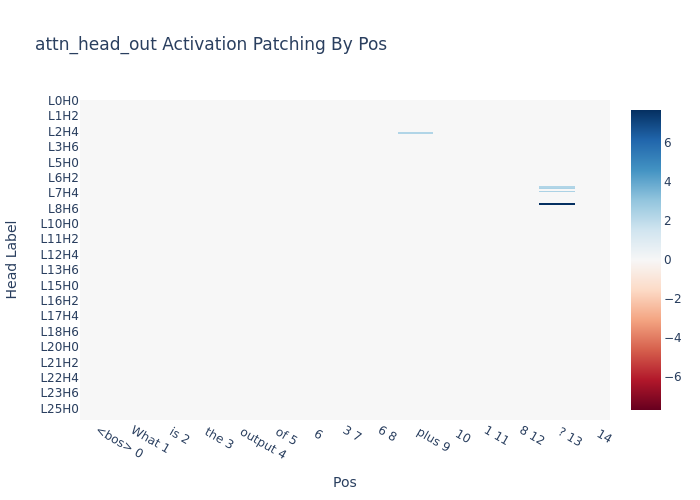 attn_head_out Activation Patching By Pos
L0H0
L1H2
L2H4
L3H6
L5H0
L6H2
L7H4
L8H6
L10H0
L11H2
L12H4
L13H6
L15H0
L16H2
L17H4
L18H6
L20H0
L21H2
L22H4
L23H6
L25H0
Head Label
<bos> 0
What 1
is 2
the 3
output 4
of 5
6
3 7
6 8
plus 9
10
1 11
8 12
? 13
14
Pos
6
4
2
0
−2
−4
−6